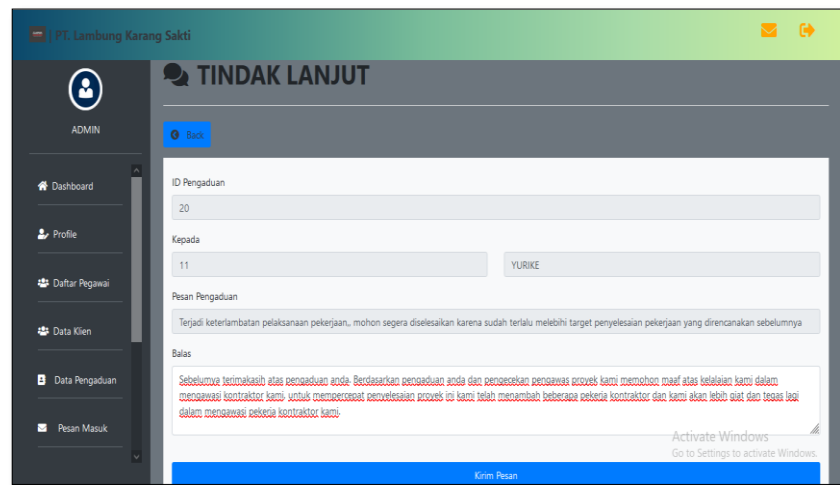 | PT. Lambung Karang Sakti
TINDAK LANJUT
ADMIN
Back
Dashboard
Profile
Daftar Pegawai
Data Klien
Data Pengaduan
Pesan Masuk
ID Pengaduan
20
Kepada
11
YURIKE
Pesan Pengaduan
Terjadi keterlambatan pelaksanaan pekerjaan,, mohon segera diselesaikan karena sudah terlalu melebihi target penyelesaian pekerjaan yang direncanakan sebelumnya
Balas
Sebelumya terimakasih atas pengaduan anda. Berdasarkan pengaduan anda dan pengecekan pengawas proyek kami memohon maaf atas kelalaian kami dalam
mengawasi kontraktor kami. untuk mempercepat penyelesaian proyek ini kami telah menambah beberapa pekerja kontraktor dan kami akan lebih giat dan tegas lagi
dalam mengawasi pekerja kontraktor kami.
Activate Windows
Go to Settings to activate Windows.
Kirim Pesan